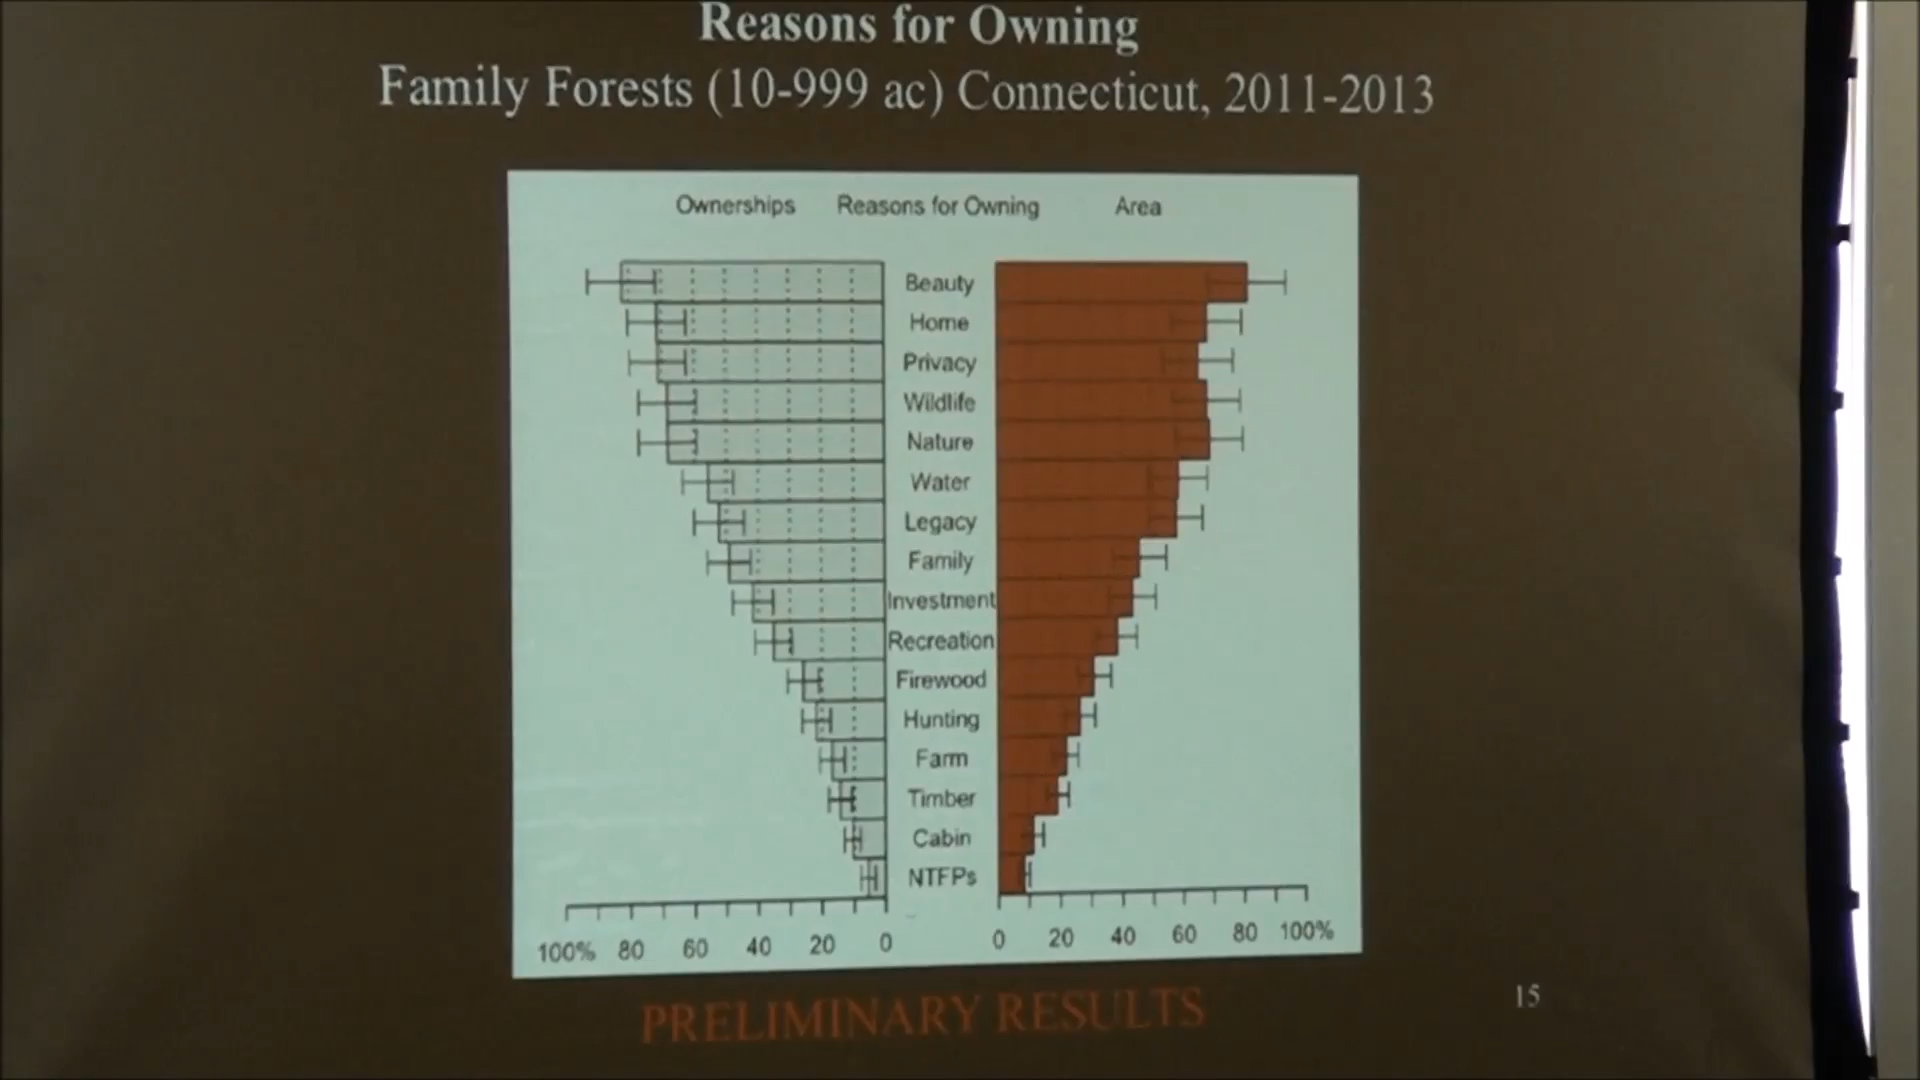 Reasons for Owning
Family Forests (10-999 ac) Connecticut, 2011-2013
Ownerships Reasons for Owning Area
Beauty
Home
Privacy
Wildlife
Nature
Water
Legacy
Family
Investment
Recreation
Firewood
Hunting
Farm
Timber
Cabin
NTFPs
100% 80 60 40 20 0 0 20 40 60 80 100%
PRELIMINARY RESULTS
15